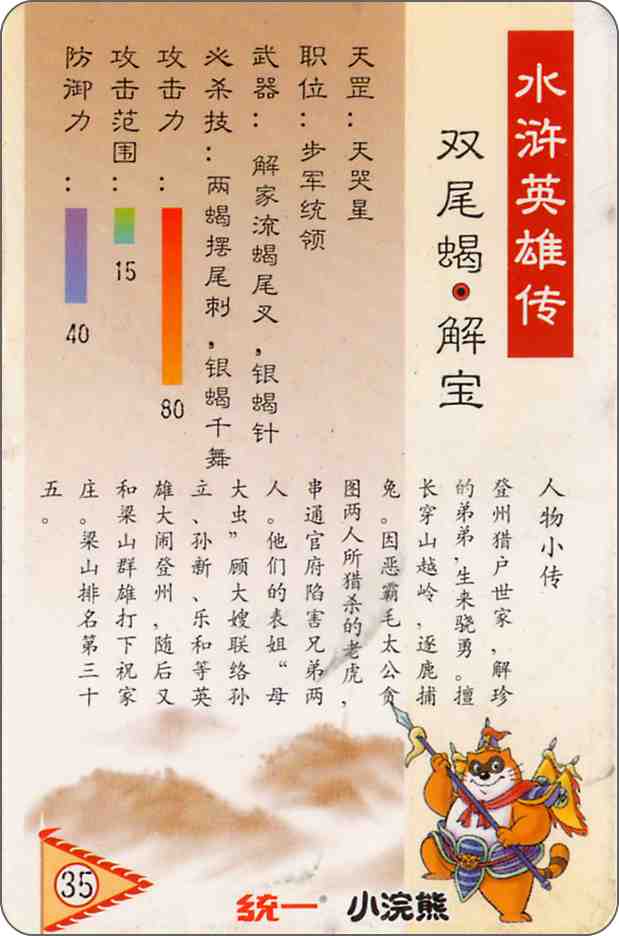 水浒英雄传
双尾蝎·解宝
天罡：天哭星
职位：步军统领
武器：解家流蝎尾叉，银蝎针
必杀技：两蝎摆尾刺，银蝎千舞
攻击力：80
攻击范围：15
防御力：40
人物小传
登州猎户世家，解珍
的弟弟，生来骁勇。擅
长穿山越岭，逐鹿捕
兔。因恶霸毛太公贪
图两人所猎杀的老虎，
串通官府陷害兄弟两
人。他们的表姐“母
大虫”顾大嫂联络孙
立、孙新、乐和等英
雄大闹登州，随后又
和梁山群雄打下祝家
庄。梁山排名第三十
五。
35
统一® 小浣熊